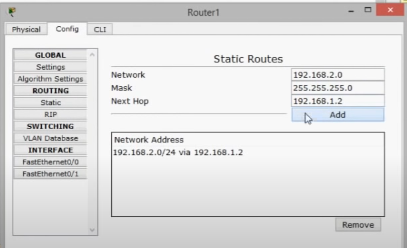 Router1
Physical Config CLI
GLOBAL
Settings
Algorithm Settings
ROUTING
Static
RIP
SWITCHING
VLAN Database
INTERFACE
FastEthernet0/0
FastEthernet0/1
Static Routes
Network 192.168.2.0
Mask 255.255.255.0
Next Hop 192.168.1.2
Add
Network Address
192.168.2.0/24 via 192.168.1.2
Remove